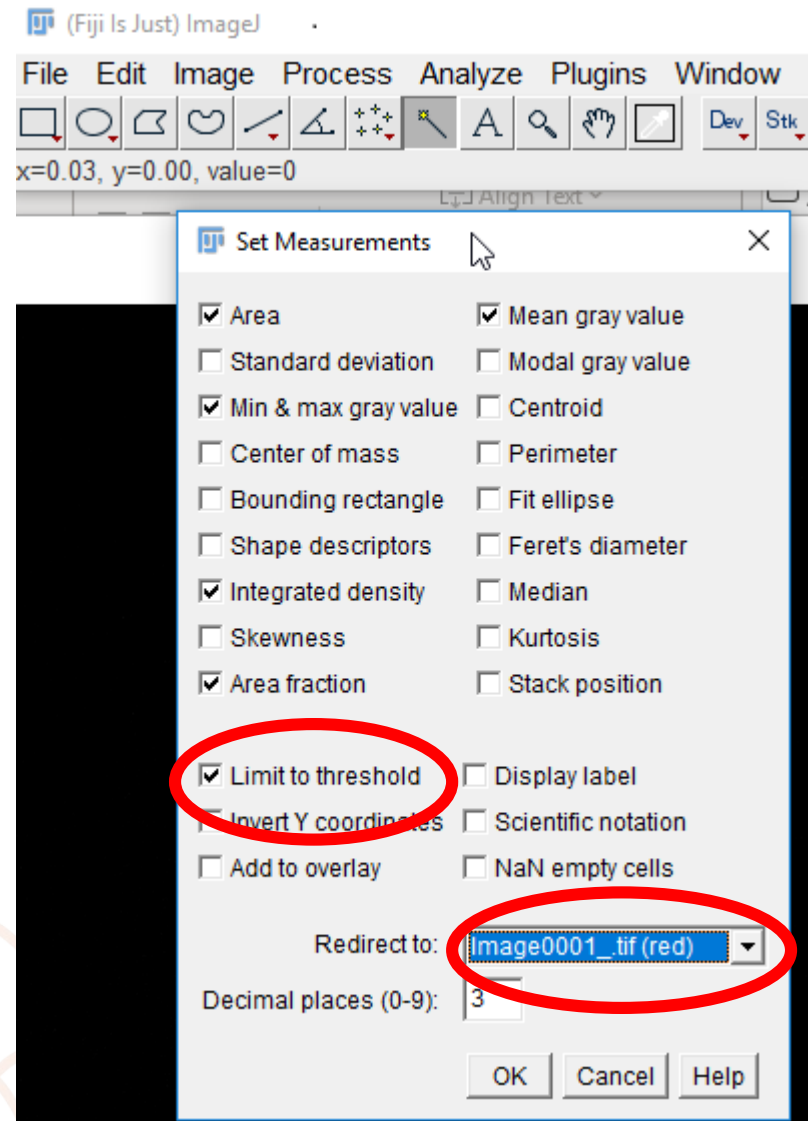 (Fiji Is Just) ImageJ
File Edit Image Process Analyze Plugins Window
A Dev Stk
x=0.03, y=0.00, value=0
Align Text
Set Measurements
Area Mean gray value
Standard deviation Modal gray value
Min & max gray value Centroid
Center of mass Perimeter
Bounding rectangle Fit ellipse
Shape descriptors Feret's diameter
Integrated density Median
Skewness Kurtosis
Area fraction Stack position
Limit to threshold Display label
Invert Y coordinates Scientific notation
Add to overlay NaN empty cells
Redirect to: Image0001_.tif (red)
Decimal places (0-9): 3
OK Cancel Help